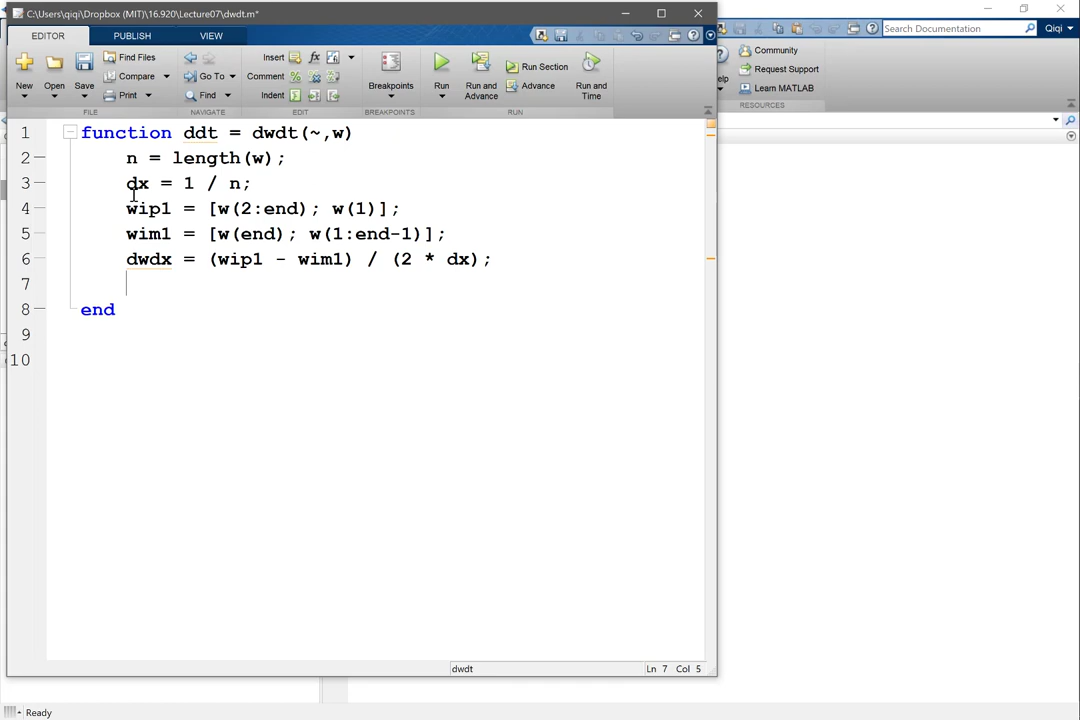 C:\Users\qiqi\Dropbox (MIT)\16.920\Lecture07\dwdt.m*
EDITOR PUBLISH VIEW
Search Documentation
Qiqi
New
Open
Save
Find Files
Compare
Print
FILE
Go To
Find
NAVIGATE
Insert
Comment
Indent
fx
EDIT
Breakpoints
BREAKPOINTS
Run
Run and
Advance
Run Section
Advance
Run and
Time
RUN
Community
Request Support
Learn MATLAB
RESOURCES
1 function ddt = dwdt(~,w)
2 n = length(w);
3 dx = 1 / n;
4 wip1 = [w(2:end); w(1)];
5 wim1 = [w(end); w(1:end-1)];
6 dwdx = (wip1 - wim1) / (2 * dx);
7
8 end
9
10
dwdt
Ln 7 Col 5
Ready